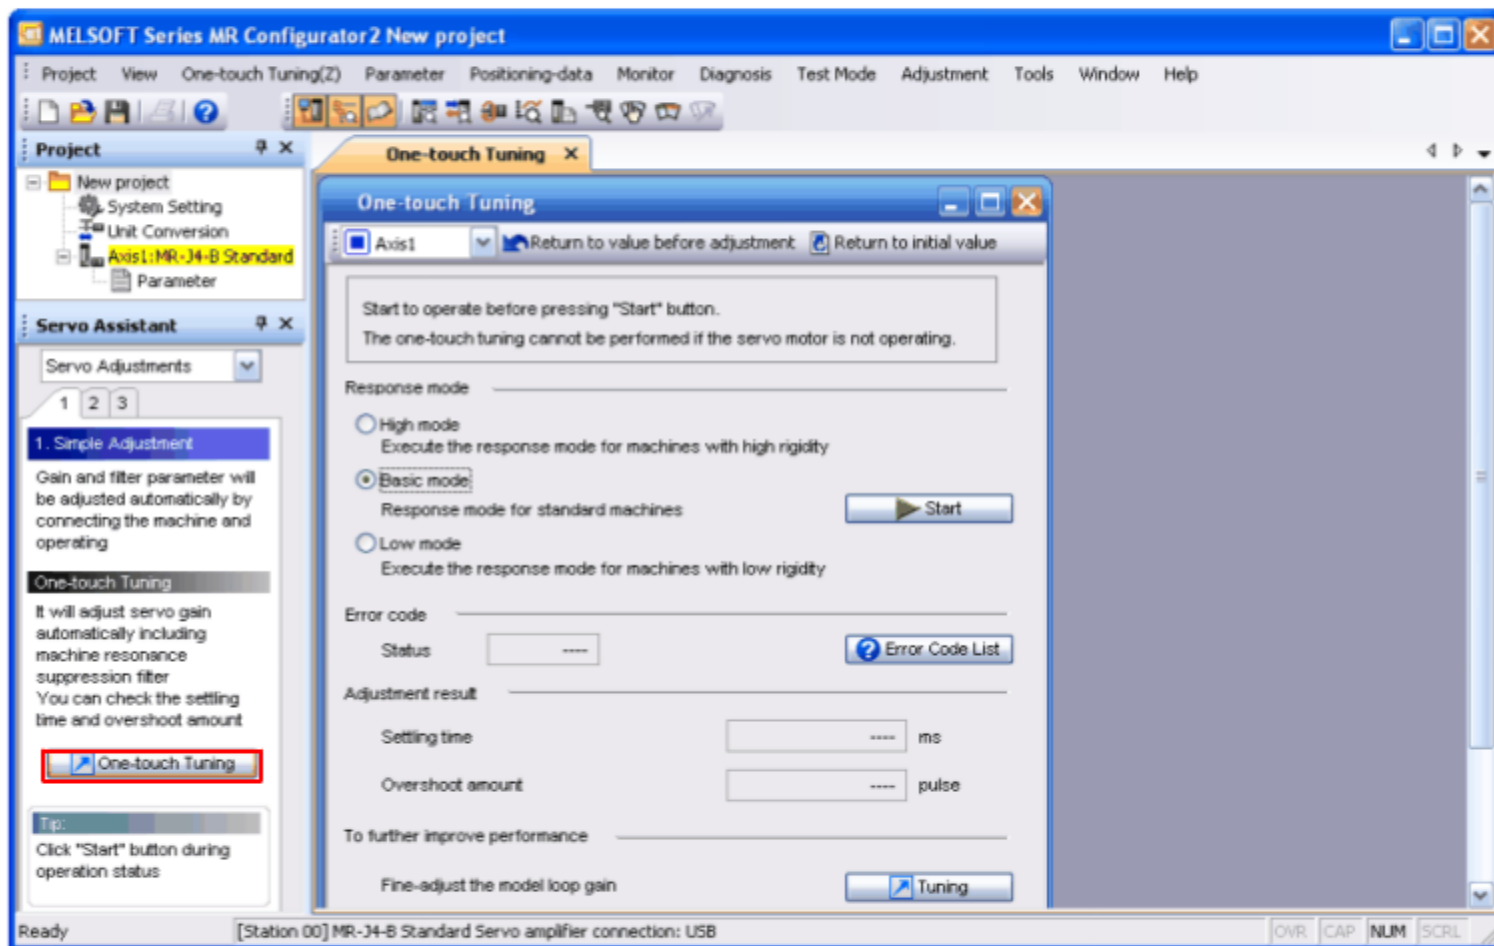 MELSOFT Series MR Configurator2 New project
Project View One-touch Tuning(Z) Parameter Positioning-data Monitor Diagnosis Test Mode Adjustment Tools Window Help
Project
New project
System Setting
Unit Conversion
Axis1:MR-J4-B Standard
Parameter
Servo Assistant
Servo Adjustments
1 2 3
1. Simple Adjustment
Gain and filter parameter will
be adjusted automatically by
connecting the machine and
operating
One-touch Tuning
It will adjust servo gain
automatically including
machine resonance
suppression filter
You can check the settling
time and overshoot amount
One-touch Tuning
Tip:
Click "Start" button during
operation status
One-touch Tuning
One-touch Tuning
Axis1 Return to value before adjustment Return to initial value
Start to operate before pressing "Start" button.
The one-touch tuning cannot be performed if the servo motor is not operating.
Response mode
High mode
Execute the response mode for machines with high rigidity
Basic mode
Response mode for standard machines
Start
Low mode
Execute the response mode for machines with low rigidity
Error code
Status ---- Error Code List
Adjustment result
Settling time ---- ms
Overshoot amount ---- pulse
To further improve performance
Fine-adjust the model loop gain Tuning
Ready [Station 00] MR-J4-B Standard Servo amplifier connection: USB OVR CAP NUM SCRL